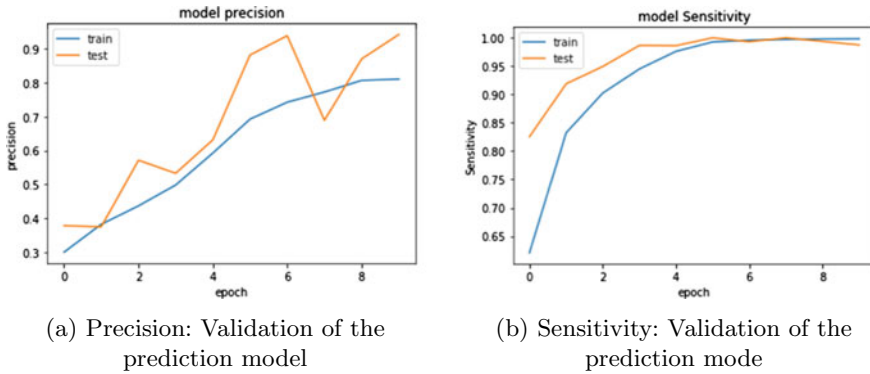 model precision
train
test
0.9
0.8
0.7
0.6
0.5
0.4
0.3
precision
0 2 4 6 8
epoch
(a) Precision: Validation of the
prediction model
model Sensitivity
train
test
1.00
0.95
0.90
0.85
0.80
0.75
0.70
0.65
Sensitivity
0 2 4 6 8
epoch
(b) Sensitivity: Validation of the
prediction mode